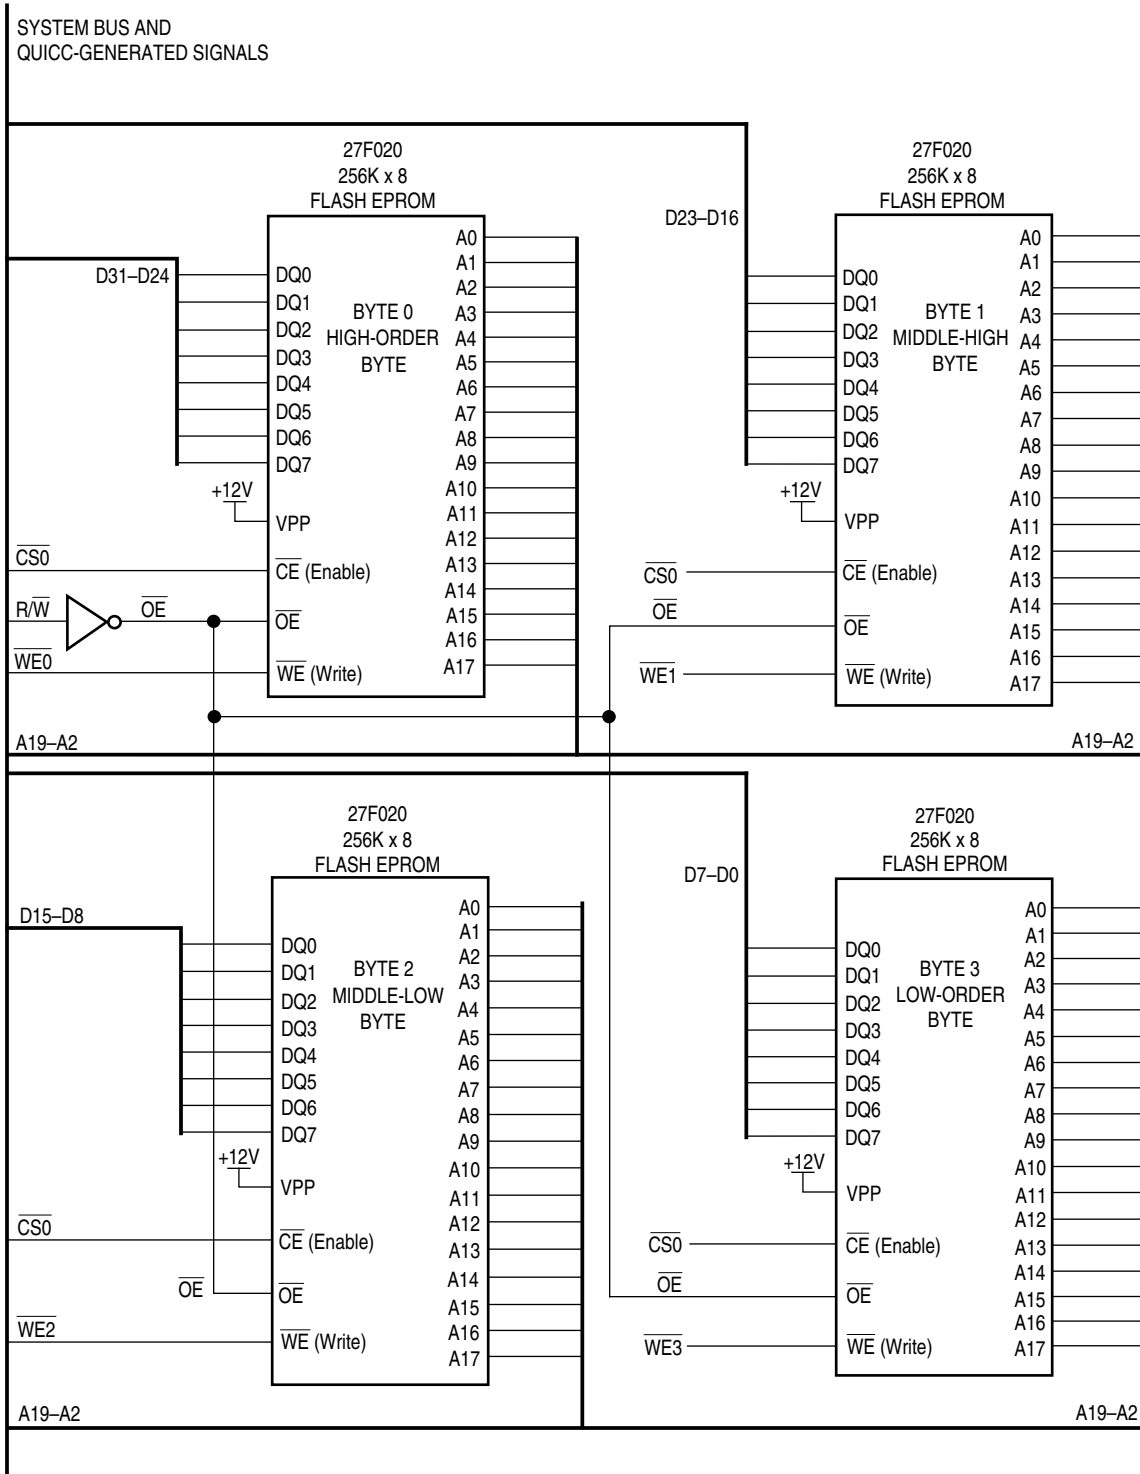 SYSTEM BUS AND
QUICC-GENERATED SIGNALS
27F020
256K x 8
FLASH EPROM
D31–D24
DQ0
DQ1
DQ2
DQ3
DQ4
DQ5
DQ6
DQ7
BYTE 0
HIGH-ORDER
BYTE
+12V
VPP
CS0
CE (Enable)
R/W
OE
OE
WE0
WE (Write)
A0
A1
A2
A3
A4
A5
A6
A7
A8
A9
A10
A11
A12
A13
A14
A15
A16
A17
A19–A2
27F020
256K x 8
FLASH EPROM
D23–D16
DQ0
DQ1
DQ2
DQ3
DQ4
DQ5
DQ6
DQ7
BYTE 1
MIDDLE-HIGH
BYTE
+12V
VPP
CS0
CE (Enable)
OE
OE
WE1
WE (Write)
A0
A1
A2
A3
A4
A5
A6
A7
A8
A9
A10
A11
A12
A13
A14
A15
A16
A17
A19–A2
27F020
256K x 8
FLASH EPROM
D15–D8
DQ0
DQ1
DQ2
DQ3
DQ4
DQ5
DQ6
DQ7
BYTE 2
MIDDLE-LOW
BYTE
+12V
VPP
CS0
CE (Enable)
OE
OE
WE2
WE (Write)
A0
A1
A2
A3
A4
A5
A6
A7
A8
A9
A10
A11
A12
A13
A14
A15
A16
A17
A19–A2
27F020
256K x 8
FLASH EPROM
D7–D0
DQ0
DQ1
DQ2
DQ3
DQ4
DQ5
DQ6
DQ7
BYTE 3
LOW-ORDER
BYTE
+12V
VPP
CS0
CE (Enable)
OE
OE
WE3
WE (Write)
A0
A1
A2
A3
A4
A5
A6
A7
A8
A9
A10
A11
A12
A13
A14
A15
A16
A17
A19–A2